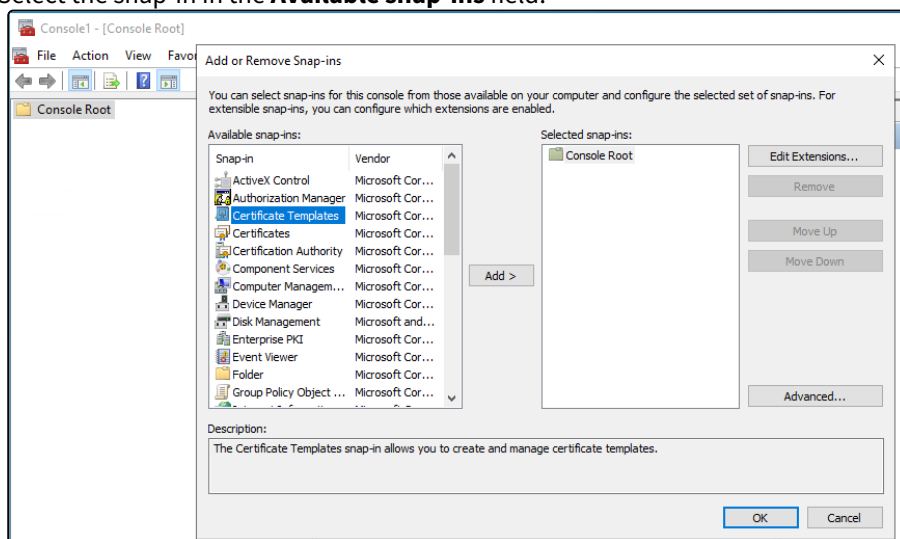 Select the snap-in in the Available snap-ins field.
Console1 - [Console Root]
File Action View Favor
Add or Remove Snap-ins
You can select snap-ins for this console from those available on your computer and configure the selected set of snap-ins. For
extensible snap-ins, you can configure which extensions are enabled.
Console Root
Available snap-ins:
Selected snap-ins:
Snap-in Vendor
Console Root
Edit Extensions...
ActiveX Control Microsoft Cor...
Remove
Authorization Manager Microsoft Cor...
Certificate Templates Microsoft Cor...
Certificates Microsoft Cor...
Move Up
Certification Authority Microsoft Cor...
Component Services Microsoft Cor...
Move Down
Add >
Computer Managem... Microsoft Cor...
Device Manager Microsoft Cor...
Disk Management Microsoft and...
Enterprise PKI Microsoft Cor...
Event Viewer Microsoft Cor...
Folder Microsoft Cor...
Group Policy Object ... Microsoft Cor...
Advanced...
Description:
The Certificate Templates snap-in allows you to create and manage certificate templates.
OK Cancel